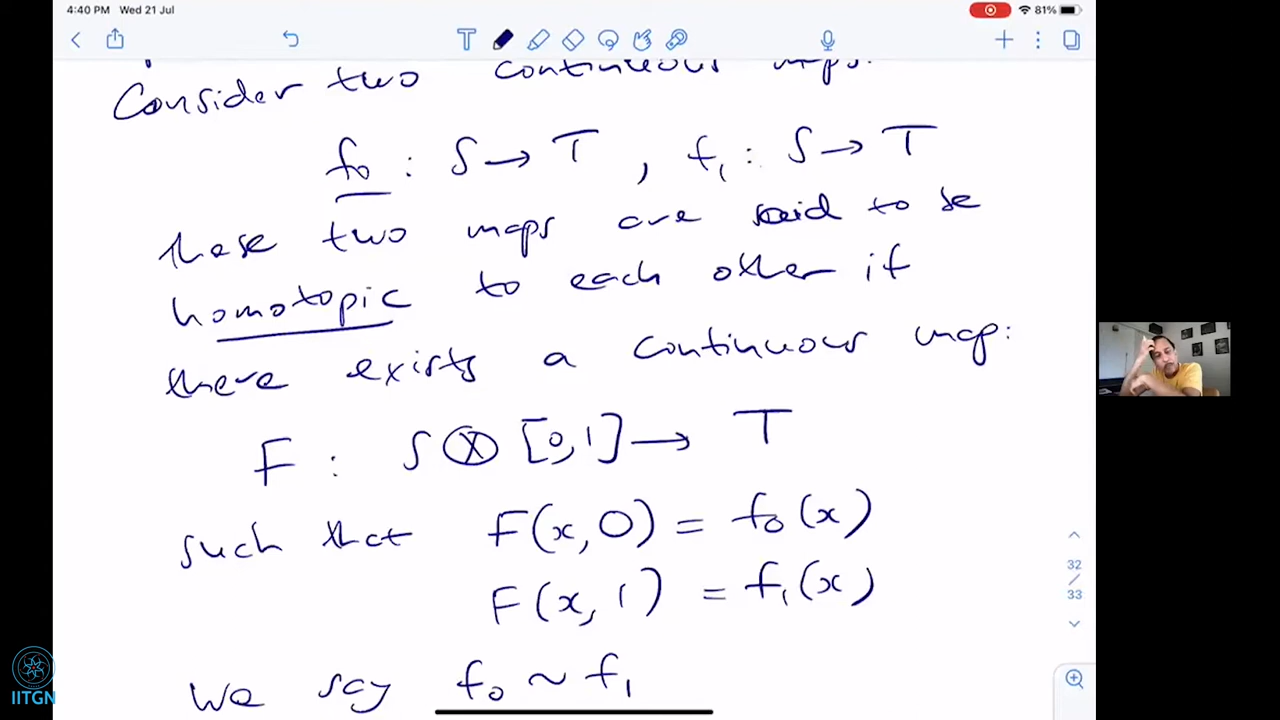 4:40 PM Wed 21 Jul
81%
Consider two continuous maps:
f₀ : S → T , f₁ : S → T
these two maps are said to be
homotopic to each other if
there exists a continuous map:
F : S ⊗ [0,1] → T
such that F(x,0) = f₀(x)
F(x,1) = f₁(x)
We say f₀ ~ f₁
32
/
33
IITGN